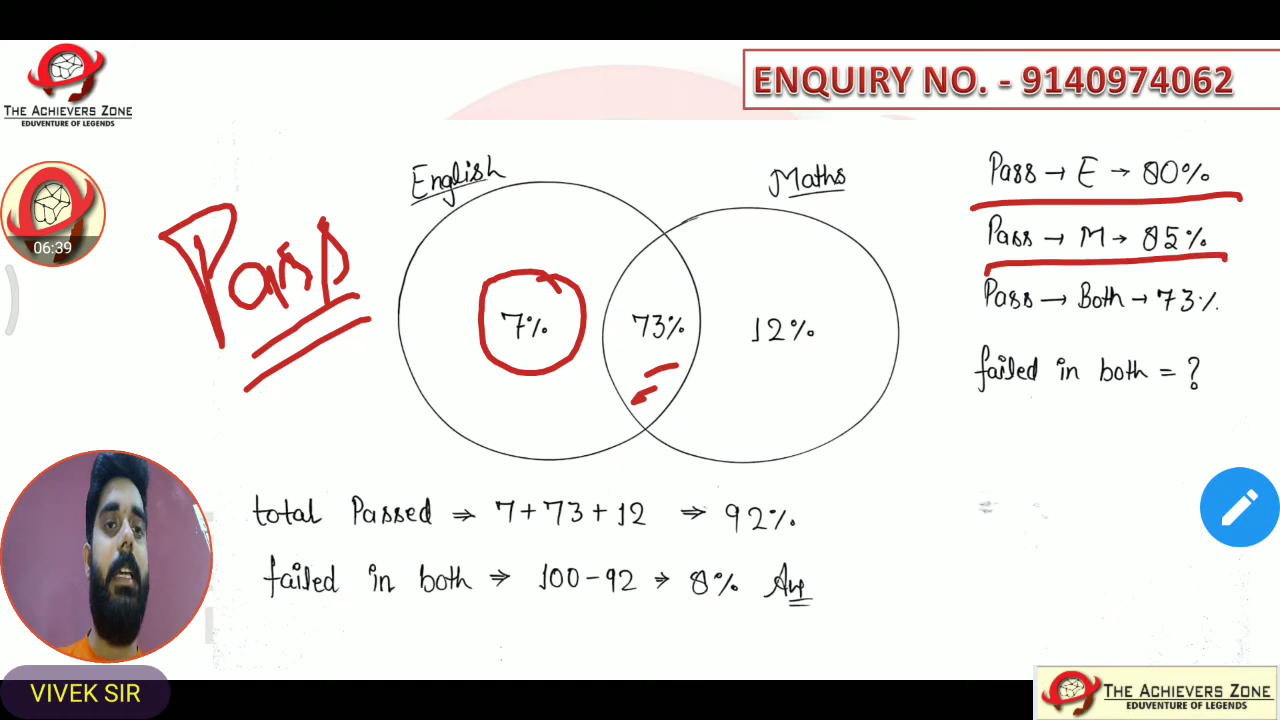 THE ACHIEVERS ZONE
EDUVENTURE OF LEGENDS
ENQUIRY NO. - 9140974062
06:39
Pass
English
Maths
7%
73%
12%
Pass → E → 80%
Pass → M → 85%
Pass → Both → 73%
failed in both = ?
total Passed ⇒ 7+73+12 ⇒ 92%
failed in both ⇒ 100-92 ⇒ 8% Ans
VIVEK SIR
THE ACHIEVERS ZONE
EDUVENTURE OF LEGENDS